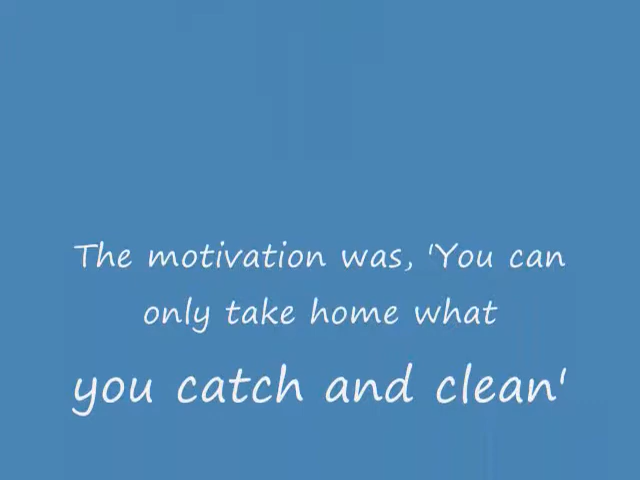 The motivation was, 'You can
only take home what
you catch and clean'